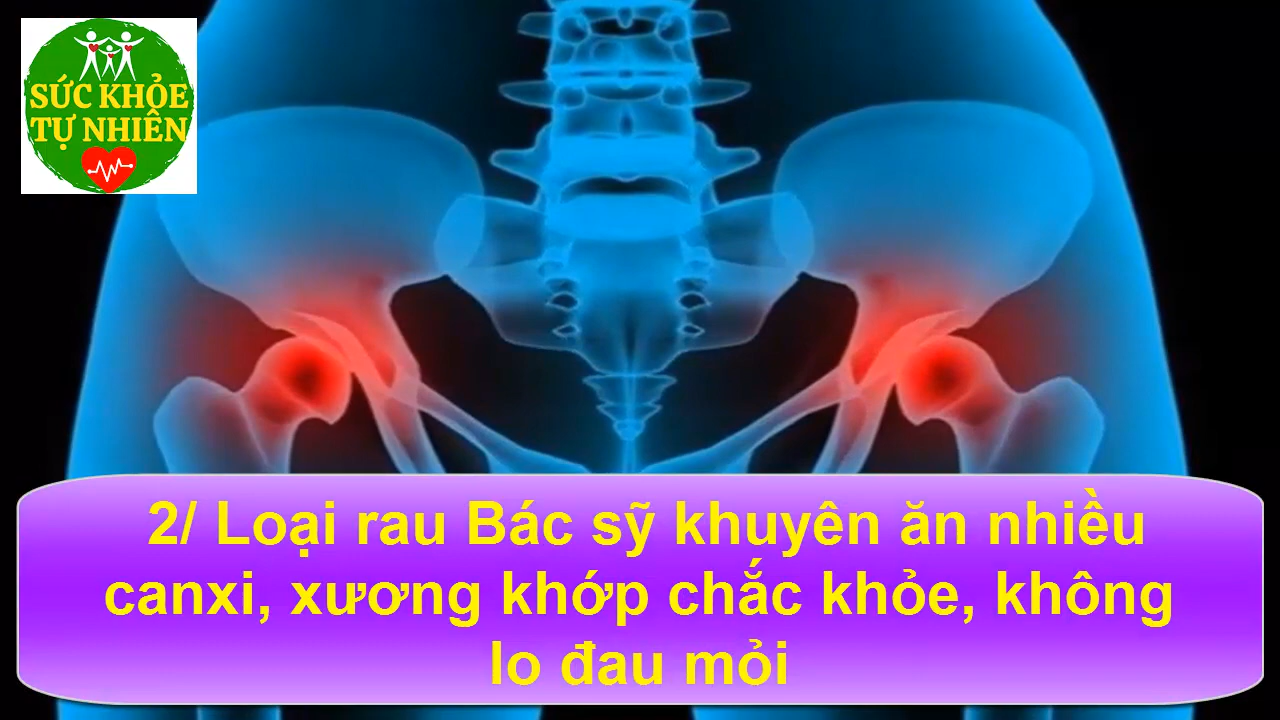 SỨC KHỎE
TỰ NHIÊN
2/ Loại rau Bác sỹ khuyên ăn nhiều
canxi, xương khớp chắc khỏe, không
lo đau mỏi